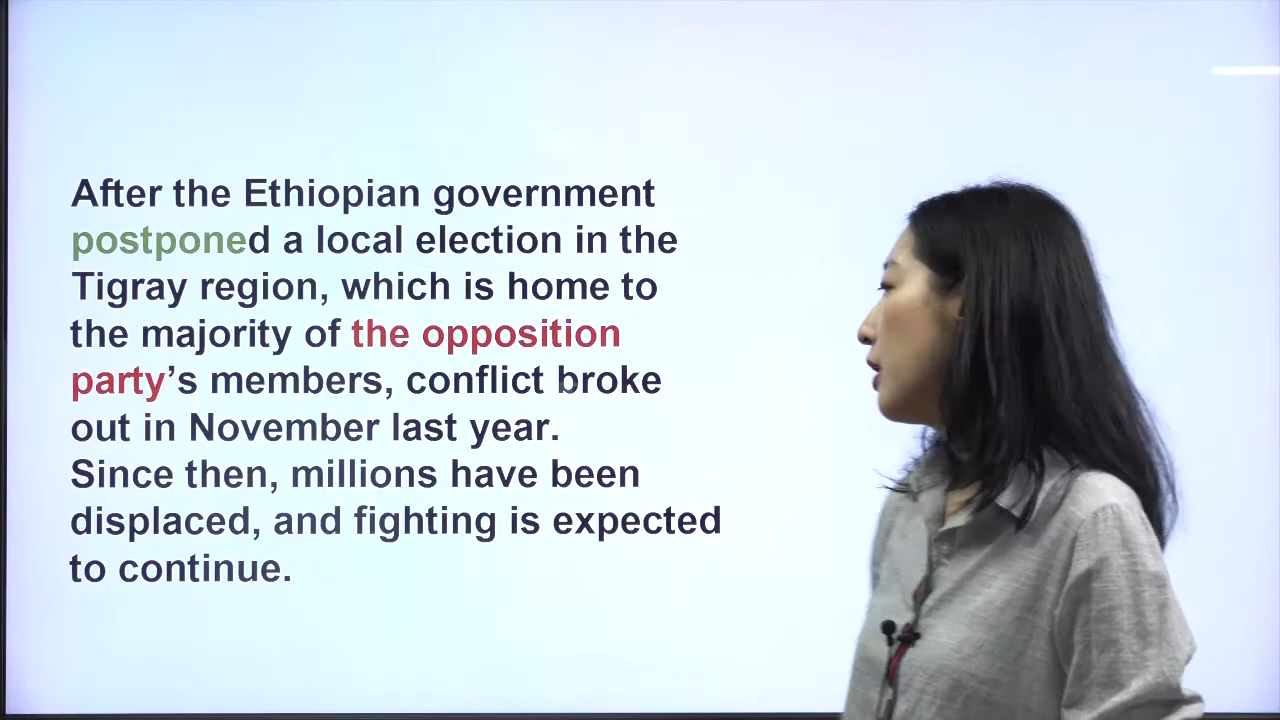 After the Ethiopian government
postponed a local election in the
Tigray region, which is home to
the majority of the opposition
party’s members, conflict broke
out in November last year.
Since then, millions have been
displaced, and fighting is expected
to continue.